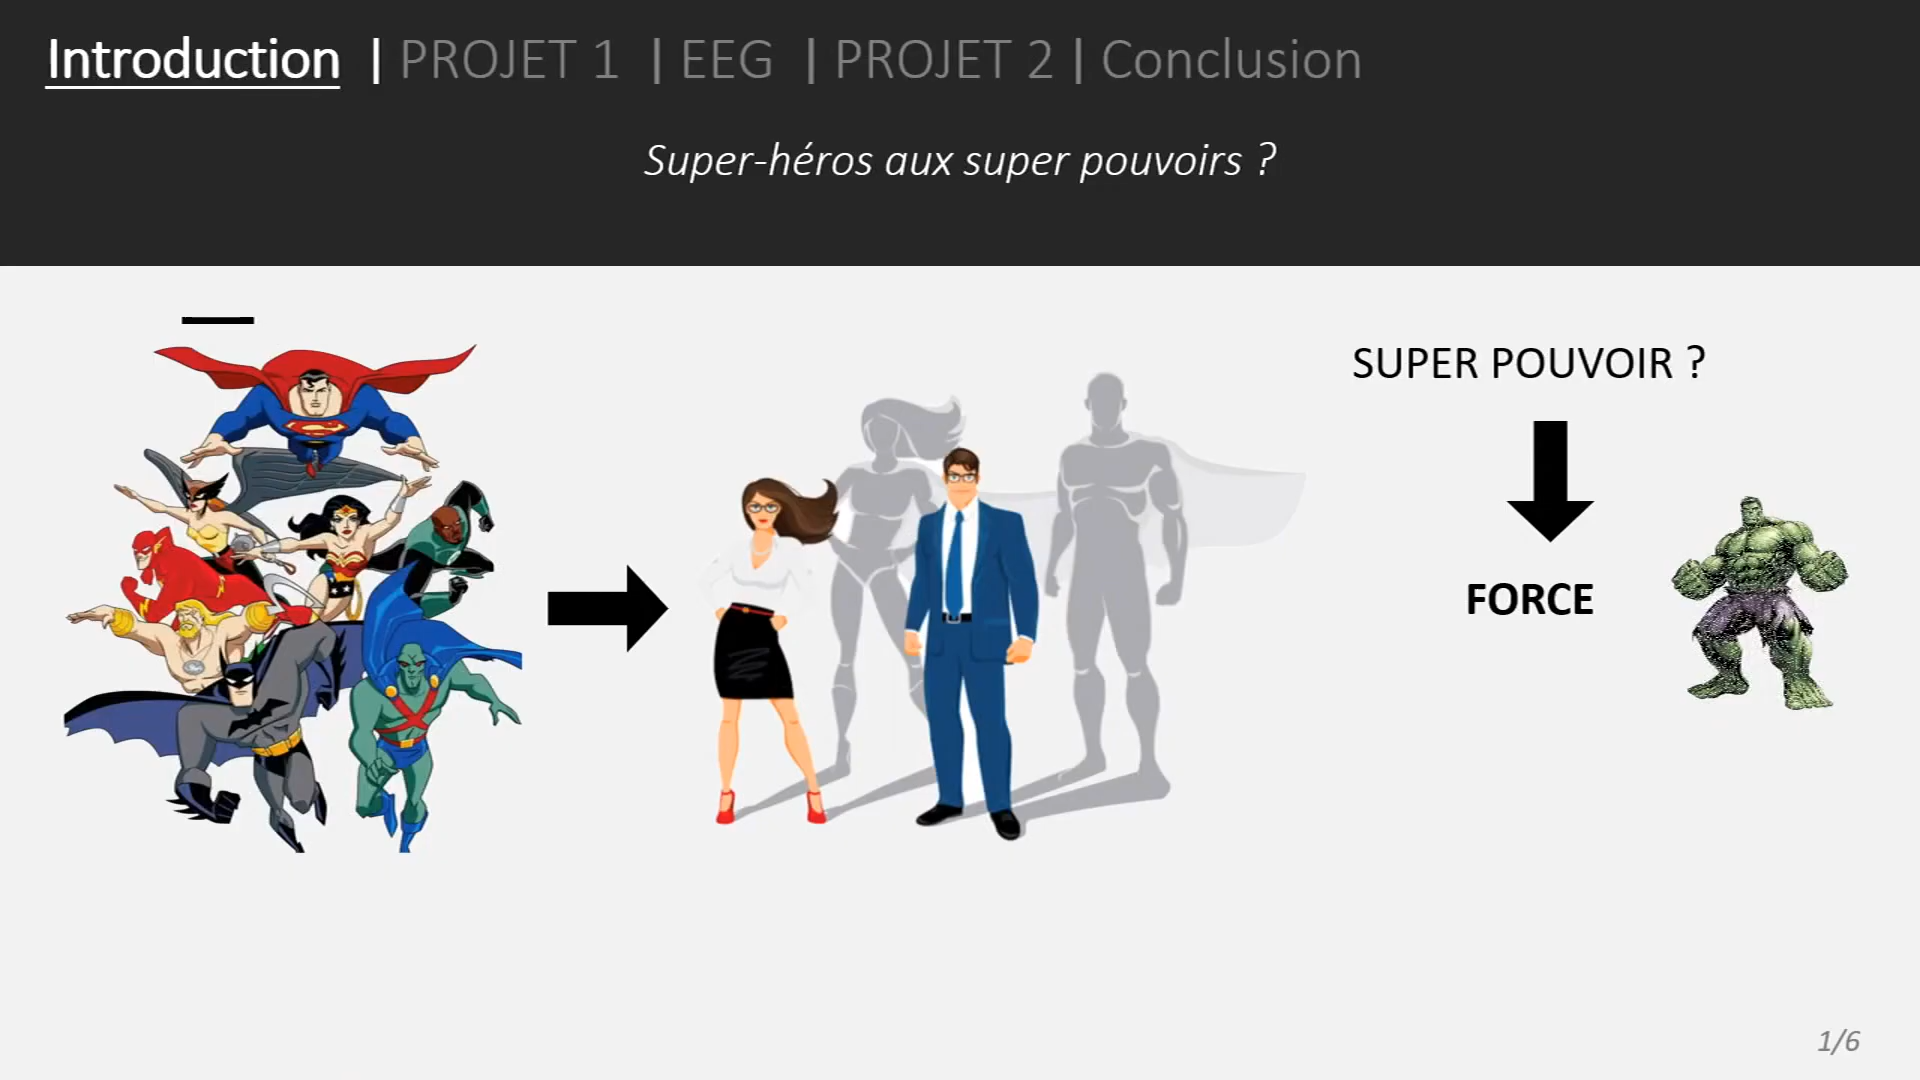 Introduction | PROJET 1 | EEG | PROJET 2 | Conclusion
Super-héros aux super pouvoirs ?
SUPER POUVOIR ?
FORCE
1/6